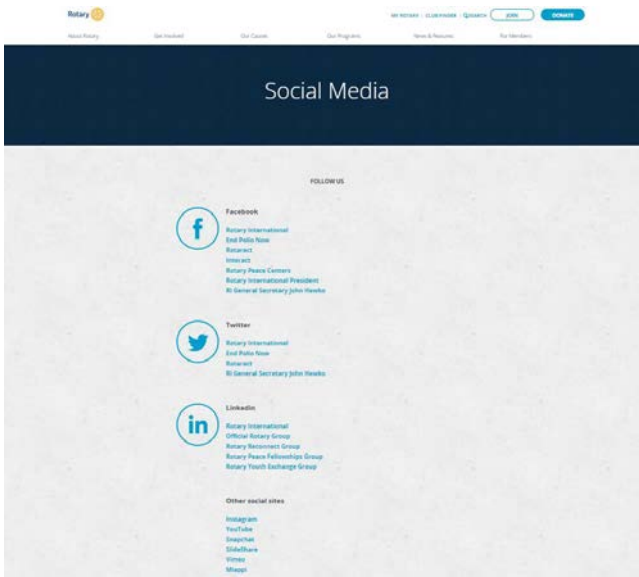 Rotary
MY ROTARY | CLUB FINDER | SEARCH JOIN DONATE
About Rotary Get Involved Our Causes Our Programs News & Features For Members
Social Media
FOLLOW US
Facebook
Rotary International
End Polio Now
Rotaract
Interact
Rotary Peace Centers
Rotary International President
RI General Secretary John Hewko
Twitter
Rotary International
End Polio Now
Rotaract
RI General Secretary John Hewko
LinkedIn
Rotary International
Official Rotary Group
Rotary Reconnect Group
Rotary Peace Fellowships Group
Rotary Youth Exchange Group
Other social sites
Instagram
YouTube
Snapchat
SlideShare
Vimeo
Miappi